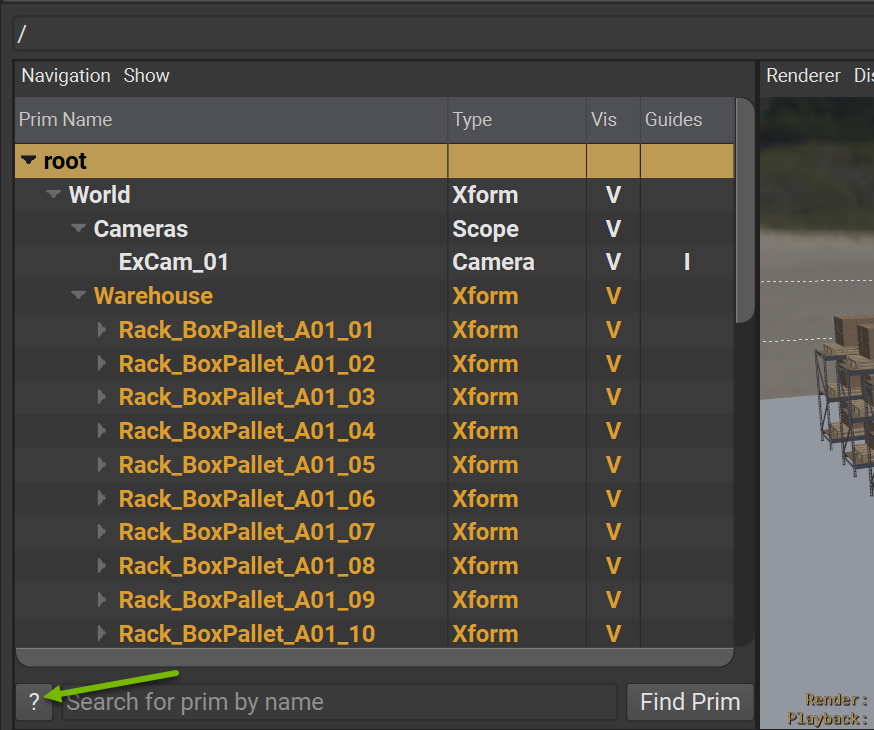 /
Navigation Show Renderer
Prim Name Type Vis Guides
root
World Xform V
Cameras Scope V
ExCam_01 Camera V I
Warehouse Xform V
Rack_BoxPallet_A01_01 Xform V
Rack_BoxPallet_A01_02 Xform V
Rack_BoxPallet_A01_03 Xform V
Rack_BoxPallet_A01_04 Xform V
Rack_BoxPallet_A01_05 Xform V
Rack_BoxPallet_A01_06 Xform V
Rack_BoxPallet_A01_07 Xform V
Rack_BoxPallet_A01_08 Xform V
Rack_BoxPallet_A01_09 Xform V
Rack_BoxPallet_A01_10 Xform V
? Search for prim by name Find Prim
Render:
Playback: